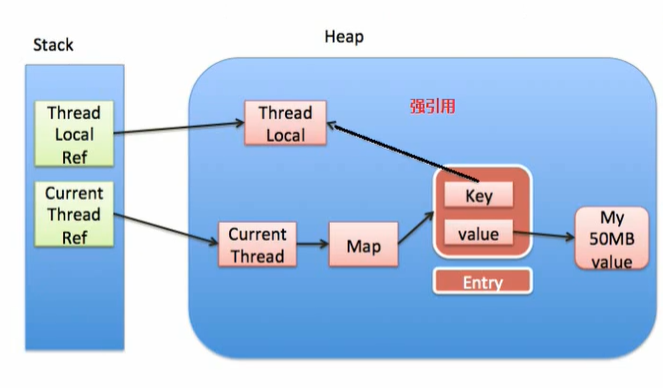 Stack
Heap
Thread
Local
Ref
Thread
Local
强引用
Current
Thread
Ref
Key
Current
Thread
Map
value
My
50MB
value
Entry